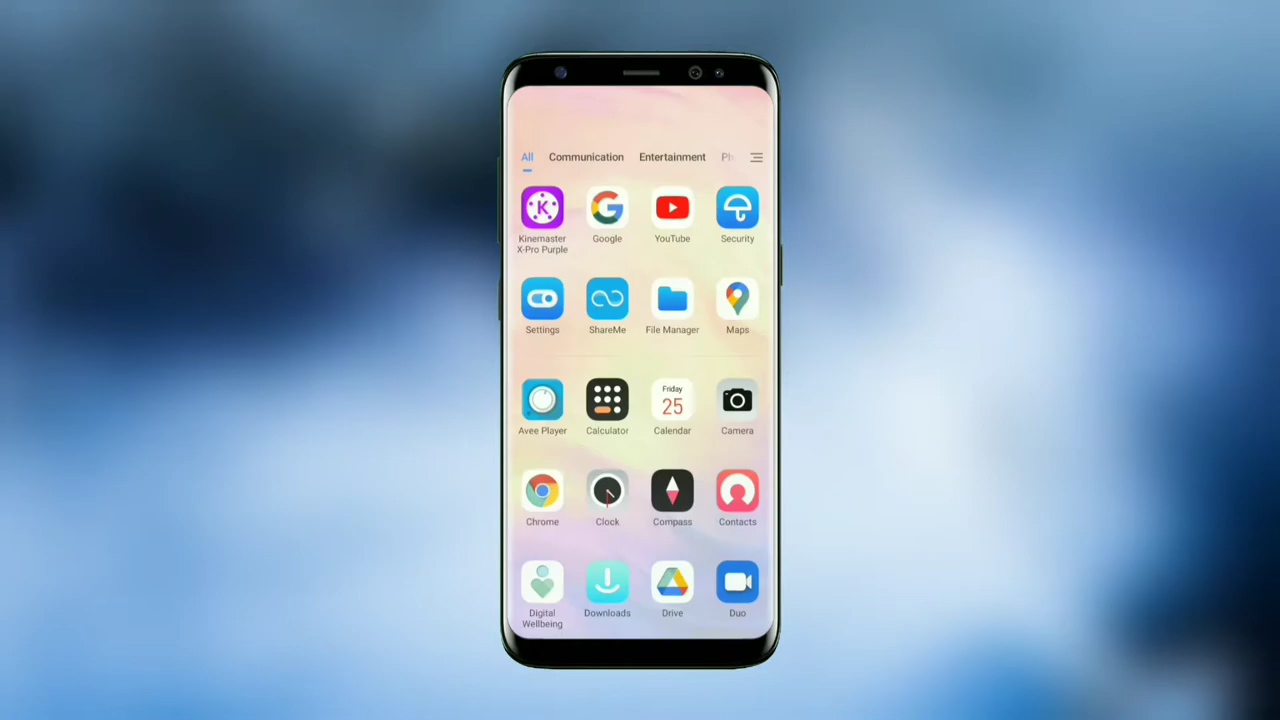 All Communication Entertainment Ph
Kinemaster
X-Pro Purple
Google
YouTube
Security
Settings
ShareMe
File Manager
Maps
Friday
25
Avee Player
Calculator
Calendar
Camera
Chrome
Clock
Compass
Contacts
Digital
Wellbeing
Downloads
Drive
Duo